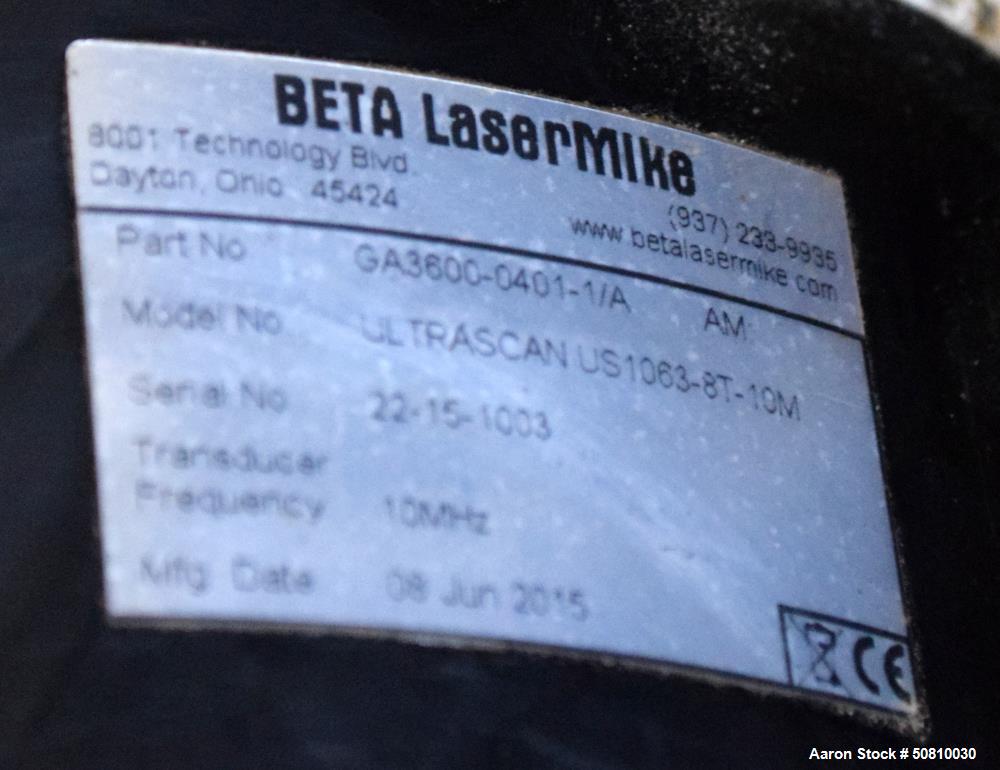 BETA LaserMike
8001 Technology Blvd.
Dayton, Ohio 45424
(937) 233-9935
www.betalasermike.com
Part No GA3600-0401-1/A AM
Model No. ULTRASCAN US1063-8T-10M
Serial No. 22-15-1003
Transducer
Frequency 10MHz
Mfg. Date 08 Jun 2015
CE
Aaron Stock # 50810030